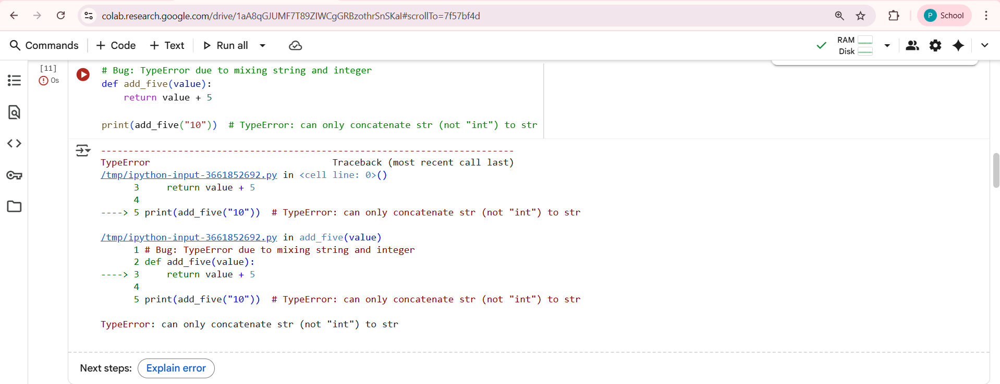 colab.research.google.com/drive/1aA8qGJUMF7T89ZIWCgGRBzothrSnSKaI#scrollTo=7f57bf4d
P School
Commands + Code + Text Run all
RAM
Disk
[11]
0s
# Bug: TypeError due to mixing string and integer
def add_five(value):
    return value + 5
print(add_five("10"))  # TypeError: can only concatenate str (not "int") to str
---------------------------------------------------------------------------
TypeError                                 Traceback (most recent call last)
/tmp/ipython-input-3661852692.py in <cell line: 0>()
      3     return value + 5
      4
----> 5 print(add_five("10"))  # TypeError: can only concatenate str (not "int") to str
/tmp/ipython-input-3661852692.py in add_five(value)
      1 # Bug: TypeError due to mixing string and integer
      2 def add_five(value):
----> 3     return value + 5
      4
      5 print(add_five("10"))  # TypeError: can only concatenate str (not "int") to str
TypeError: can only concatenate str (not "int") to str
Next steps: Explain error